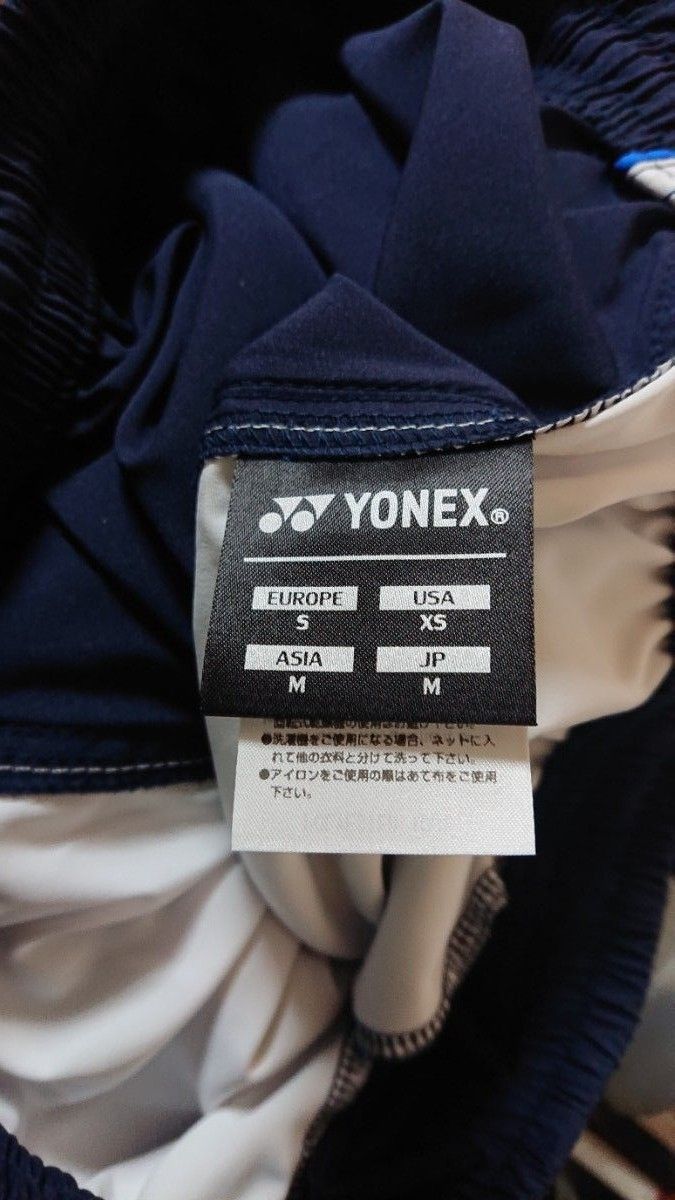 YONEX®
EUROPE USA
S XS
ASIA JP
M M
●洗濯機をご使用になる場合、ネットに入
れて他の衣料と分けて洗って下さい。
●アイロンをご使用の際はあて布をご使用
下さい。